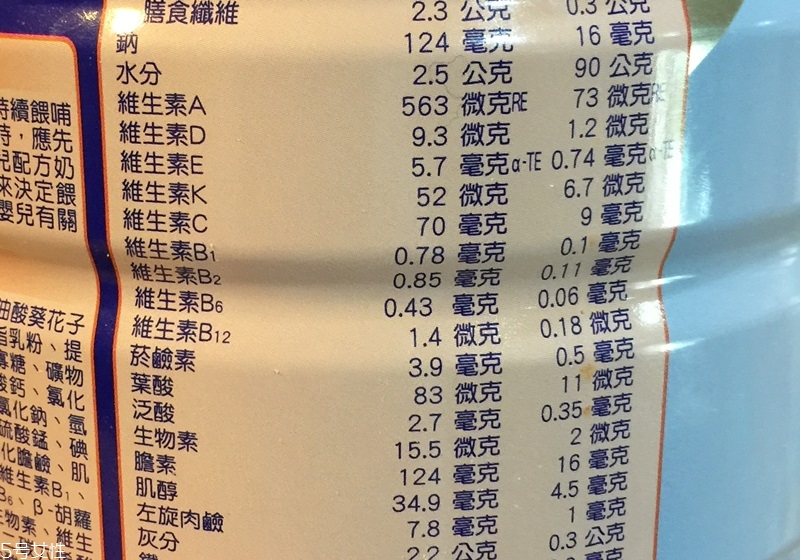 持續餵哺
時，應先
兒配方奶
來決定餵
嬰兒有關
油酸葵花子
脂乳粉、提
寡糖、礦物
酸鈣、氯化
氯化鈉、氫
硫酸錳、碘
化膽鹼、肌
維生素B1、
B6、β-胡蘿
生物素、維生
膳食纖維 2.3 公克 0.3 公克
鈉 124 毫克 16 毫克
水分 2.5 公克 90 公克
維生素A 563 微克RE 73 微克RE
維生素D 9.3 微克 1.2 微克
維生素E 5.7 毫克α-TE 0.74 毫克α-TE
維生素K 52 微克 6.7 微克
維生素C 70 毫克 9 毫克
維生素B1 0.78 毫克 0.1 毫克
維生素B2 0.85 毫克 0.11 毫克
維生素B6 0.43 毫克 0.06 毫克
維生素B12 1.4 微克 0.18 微克
菸鹼素 3.9 毫克 0.5 毫克
葉酸 83 微克 11 微克
泛酸 2.7 毫克 0.35 毫克
生物素 15.5 微克 2 微克
膽素 124 毫克 16 毫克
肌醇 34.9 毫克 4.5 毫克
左旋肉鹼 7.8 毫克 1 毫克
灰分 2.2 公克 0.3 公克
5号女性